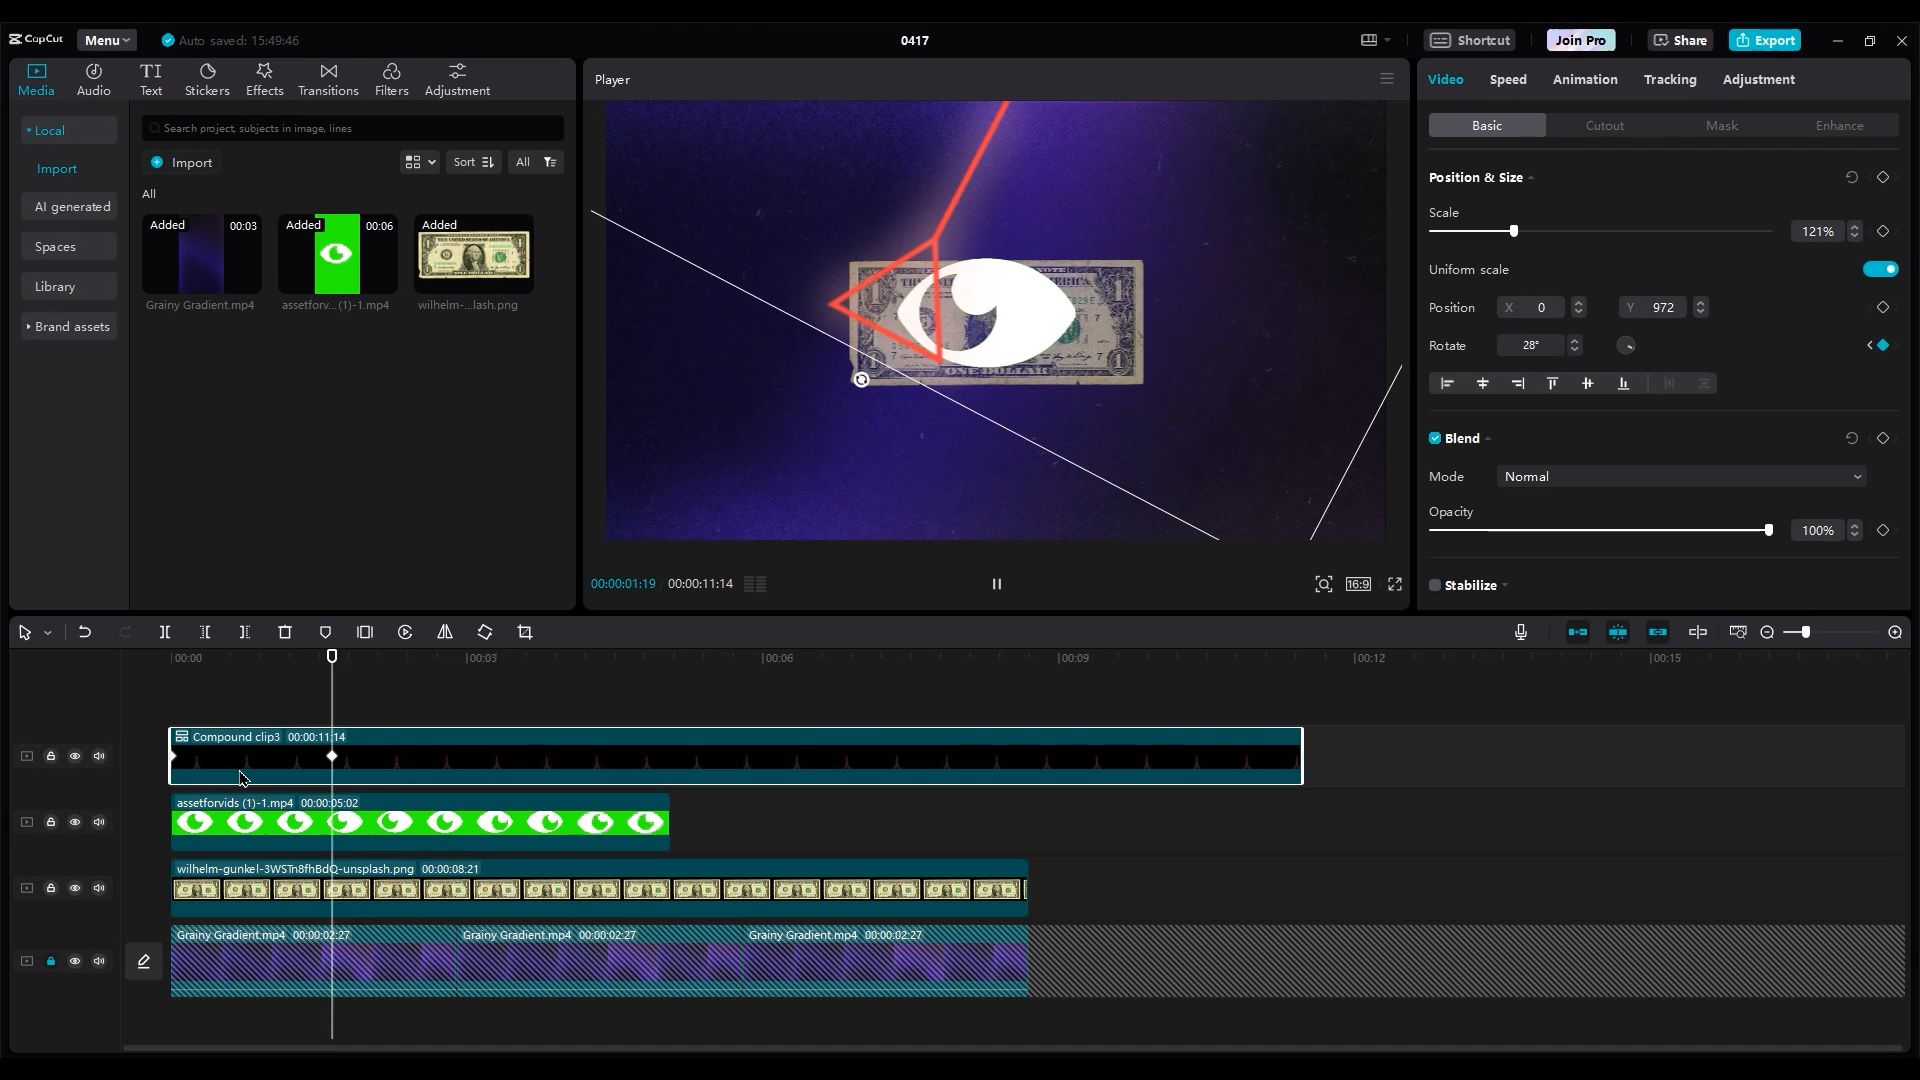 CapCut Menu Auto saved: 15:49:46 0417 Shortcut Join Pro Share Export
Media Audio Text Stickers Effects Transitions Filters Adjustment
Local
Import
AI generated
Spaces
Library
Brand assets
Search project, subjects in image, lines
Import Sort All
All
Added 00:03
Added 00:06
Added
Grainy Gradient.mp4 assetforv...(1)-1.mp4 wilhelm-...lash.png
Player
AMERICA
ONE DOLLAR
00:00:01:19 00:00:11:14 16:9
Video Speed Animation Tracking Adjustment
Basic Cutout Mask Enhance
Position & Size
Scale
121%
Uniform scale
Position X 0 Y 972
Rotate 28°
Blend
Mode Normal
Opacity
100%
Stabilize
00:00 00:03 00:06 00:09 00:12 00:15
Compound clip3 00:00:11:14
assetforvids (1)-1.mp4 00:00:05:02
wilhelm-gunkel-3WSTn8fhBdQ-unsplash.png 00:00:08:21
Grainy Gradient.mp4 00:00:02:27 Grainy Gradient.mp4 00:00:02:27 Grainy Gradient.mp4 00:00:02:27